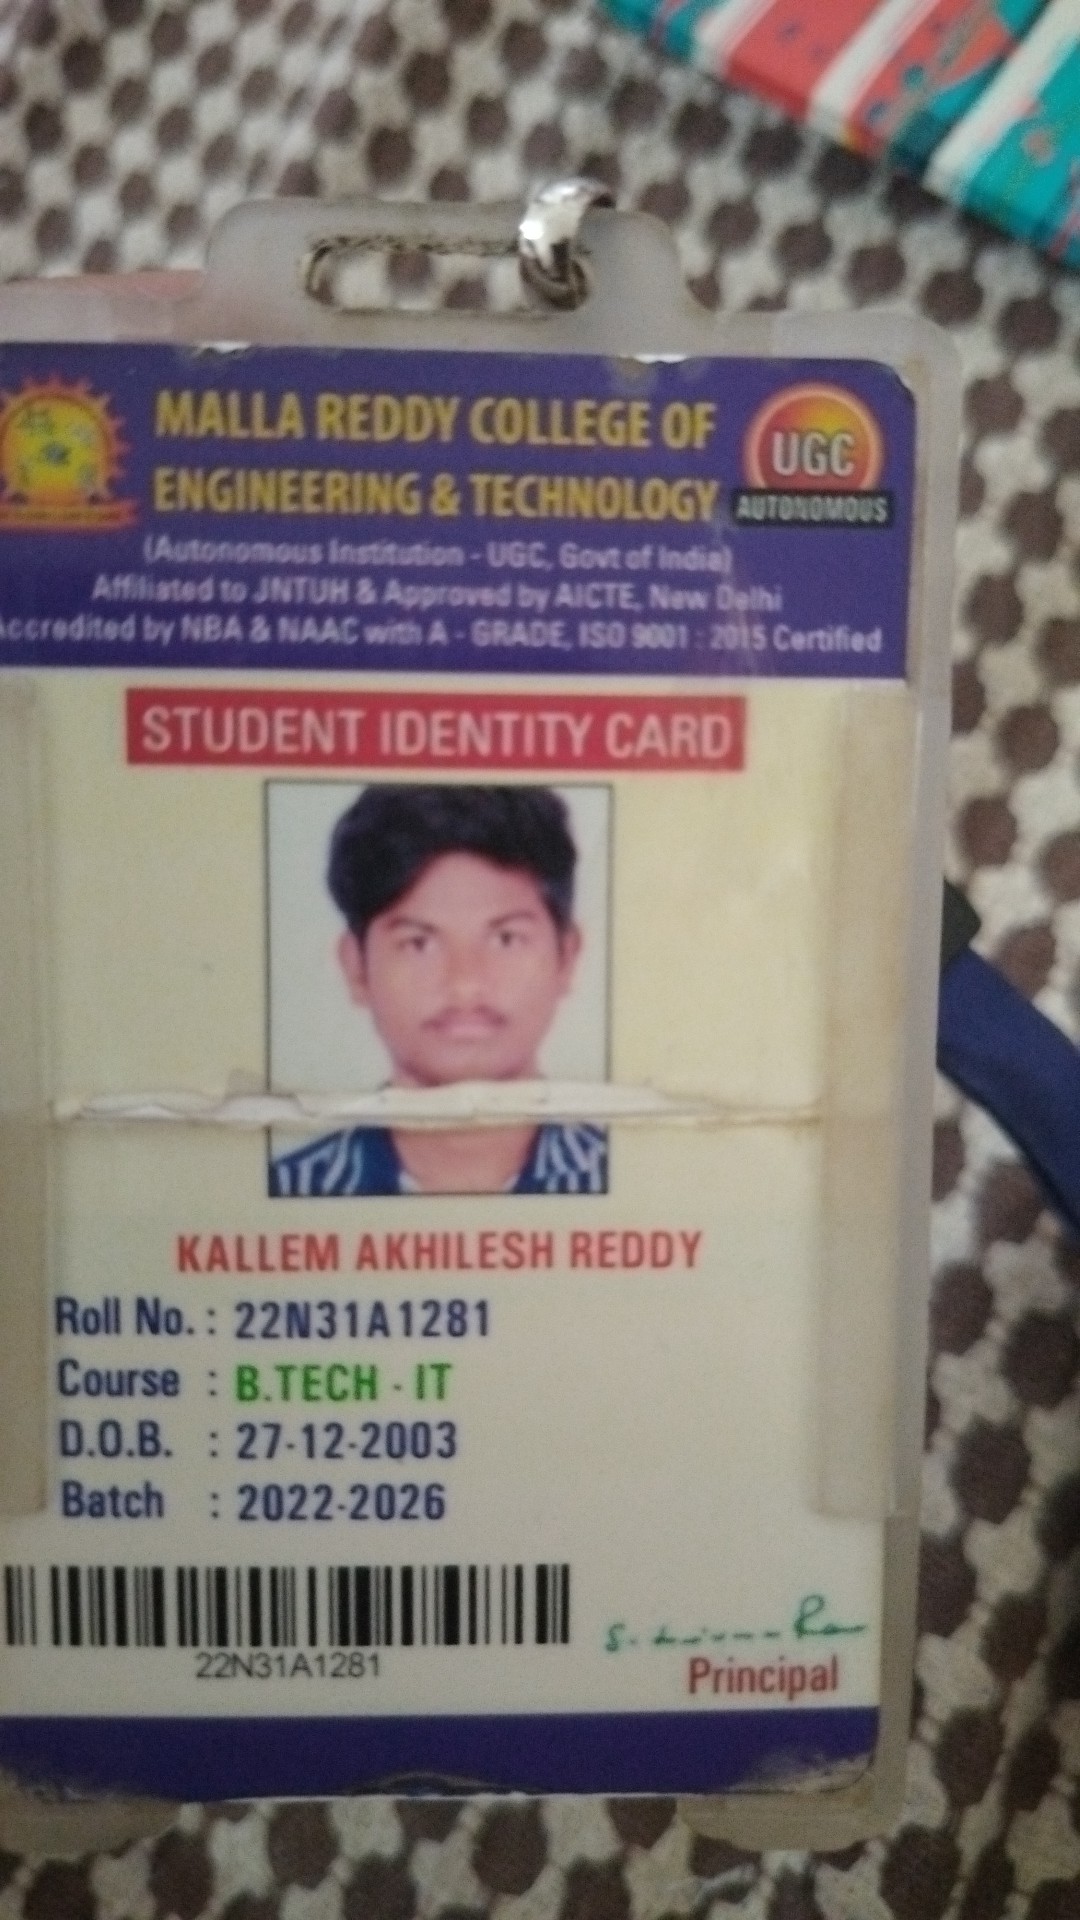 MALLA REDDY COLLEGE OF
ENGINEERING & TECHNOLOGY
UGC
AUTONOMOUS
(Autonomous Institution - UGC, Govt of India)
Affiliated to JNTUH & Approved by AICTE, New Delhi
Accredited by NBA & NAAC with A - GRADE, ISO 9001 : 2015 Certified
STUDENT IDENTITY CARD
KALLEM AKHILESH REDDY
Roll No. : 22N31A1281
Course : B.TECH - IT
D.O.B. : 27-12-2003
Batch : 2022-2026
22N31A1281
Principal